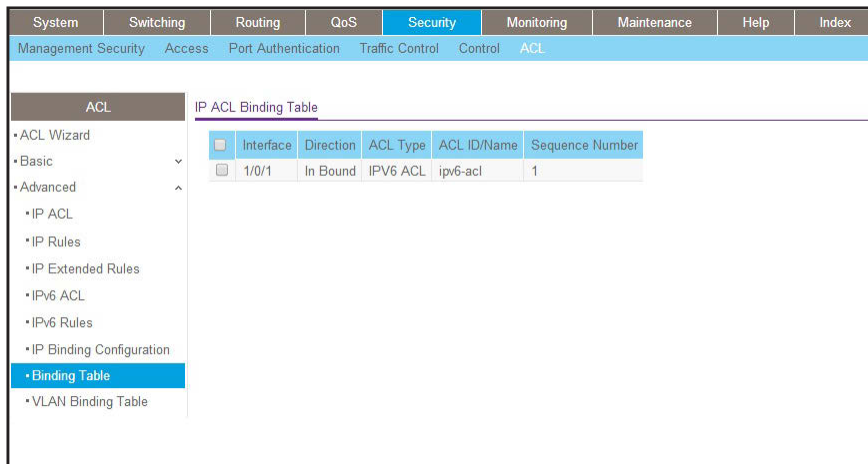 System Switching Routing QoS Security Monitoring Maintenance Help Index
Management Security Access Port Authentication Traffic Control Control ACL
ACL
ACL Wizard
Basic
Advanced
IP ACL
IP Rules
IP Extended Rules
IPv6 ACL
IPv6 Rules
IP Binding Configuration
Binding Table
VLAN Binding Table
IP ACL Binding Table
Interface Direction ACL Type ACL ID/Name Sequence Number
1/0/1 In Bound IPV6 ACL ipv6-acl 1